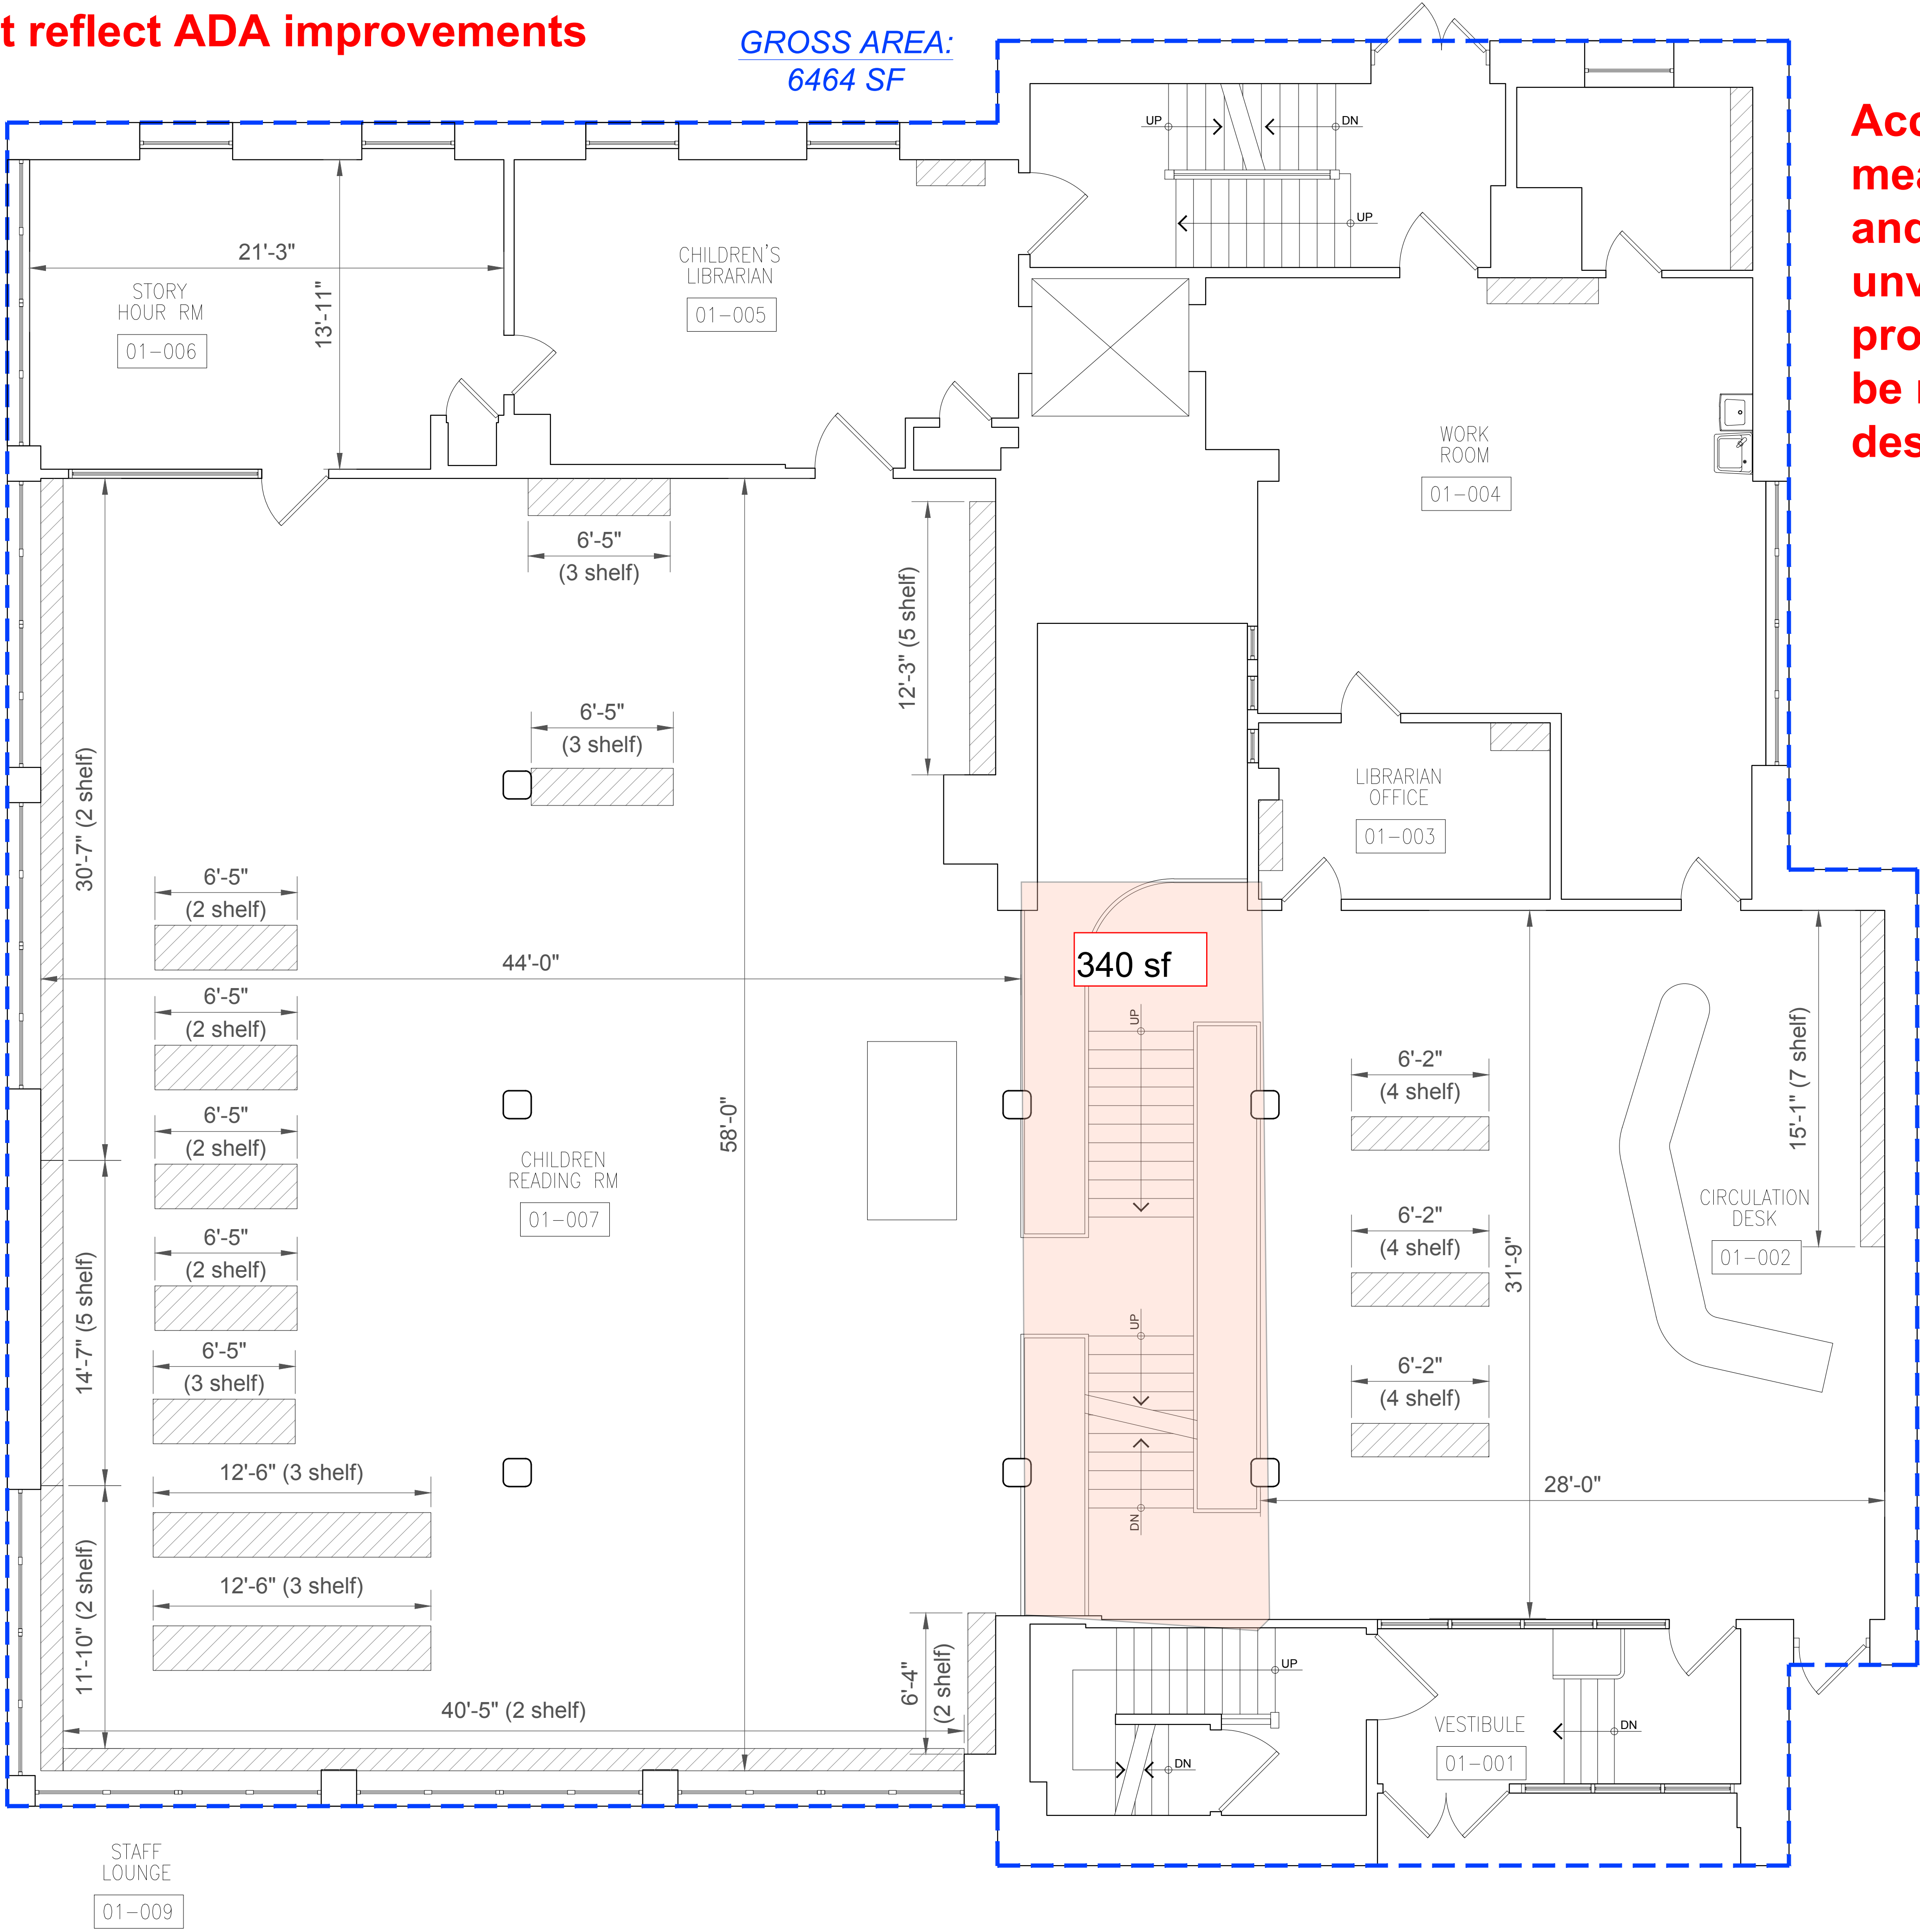 t reflect ADA improvements
GROSS AREA:
6464 SF
Acc
mea
and
unv
pro
be r
des
UP
DN
UP
21'-3"
13'-11"
STORY
HOUR RM
01-006
CHILDREN'S
LIBRARIAN
01-005
WORK
ROOM
01-004
6'-5"
(3 shelf)
12'-3" (5 shelf)
6'-5"
(3 shelf)
30'-7" (2 shelf)
LIBRARIAN
OFFICE
01-003
6'-5"
(2 shelf)
44'-0"
340 sf
6'-5"
(2 shelf)
UP
15'-1" (7 shelf)
6'-2"
(4 shelf)
6'-5"
(2 shelf)
58'-0"
CHILDREN
READING RM
01-007
CIRCULATION
DESK
01-002
6'-5"
(2 shelf)
6'-2"
(4 shelf)
31'-9"
14'-7" (5 shelf)
UP
6'-5"
(3 shelf)
6'-2"
(4 shelf)
12'-6" (3 shelf)
28'-0"
DN
12'-6" (3 shelf)
11'-10" (2 shelf)
6'-4"
(2 shelf)
40'-5" (2 shelf)
UP
VESTIBULE
01-001
DN
DN
STAFF
LOUNGE
01-009